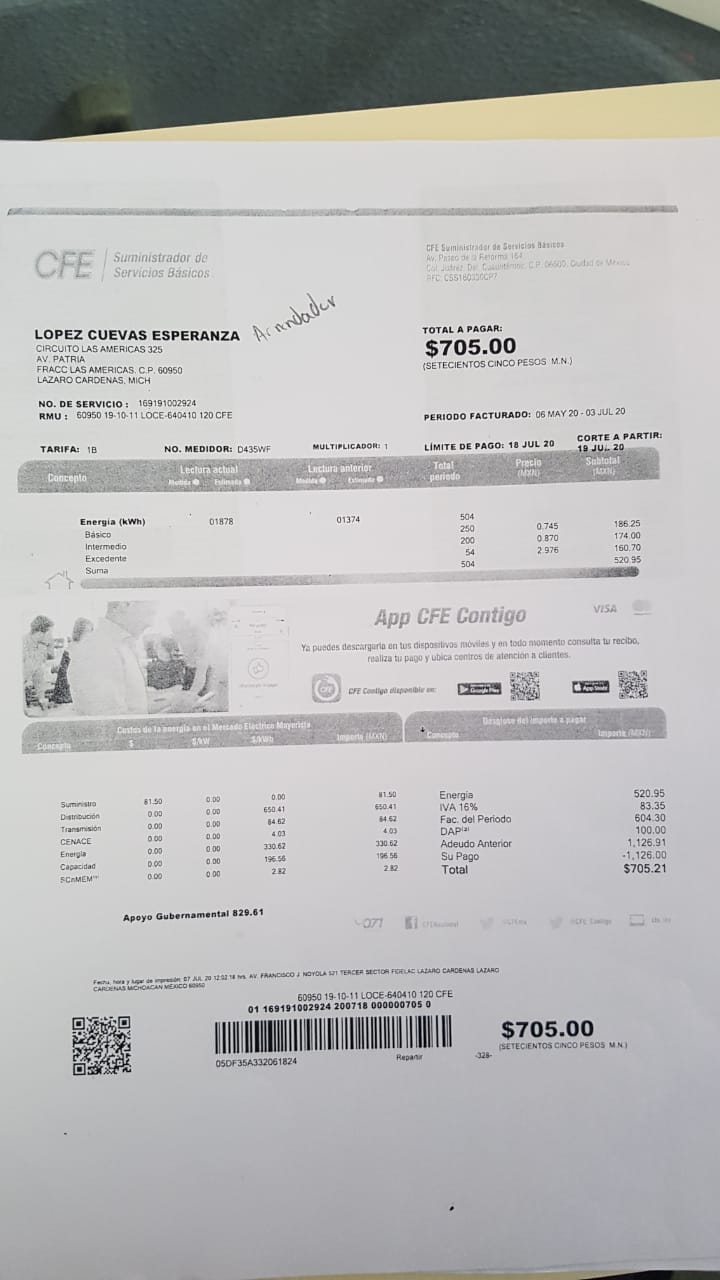 CFE
Suministrador de
Servicios Básicos
CFE Suministrador de Servicios Básicos
Av. Paseo de la Reforma 164,
Col. Juárez, Del. Cuauhtémoc, C.P. 06600, Ciudad de México
RFC: CSS160330CP7
LOPEZ CUEVAS ESPERANZA
Arrendador
CIRCUITO LAS AMERICAS 325
AV. PATRIA
FRACC LAS AMERICAS. C.P. 60950
LAZARO CARDENAS, MICH
TOTAL A PAGAR:
$705.00
(SETECIENTOS CINCO PESOS M.N.)
NO. DE SERVICIO : 169191002924
RMU : 60950 19-10-11 LOCE-640410 120 CFE
PERIODO FACTURADO: 06 MAY 20 - 03 JUL 20
TARIFA: 1B NO. MEDIDOR: D435WF MULTIPLICADOR: 1 LÍMITE DE PAGO: 18 JUL 20 CORTE A PARTIR:
19 JUL 20
Concepto Lectura actual Lectura anterior Total periodo Precio (MXN) Subtotal (MXN)
Medida Estimada Medida Estimada
Energía (kWh) 01878 01374 504
Básico 250 0.745 186.25
Intermedio 200 0.870 174.00
Excedente 54 2.976 160.70
Suma 504 520.95
App CFE Contigo
VISA
Ya puedes descargarla en tus dispositivos móviles y en todo momento consulta tu recibo,
realiza tu pago y ubica centros de atención a clientes.
CFE Contigo disponible en: Google Play App Store
Costos de la energía en el Mercado Eléctrico Mayorista
Desglose del importe a pagar
Concepto $ $/kW $/kWh Importe (MXN) Concepto Importe (MXN)
Suministro 81.50 0.00 0.00 81.50
Distribución 0.00 0.00 650.41 650.41
Transmisión 0.00 0.00 84.62 84.62
CENACE 0.00 0.00 4.03 4.03
Energía 0.00 0.00 330.62 330.62
Capacidad 0.00 0.00 196.56 196.56
SCnMEM 0.00 0.00 2.82 2.82
Energía 520.95
IVA 16% 83.35
Fac. del Periodo 604.30
DAP(2) 100.00
Adeudo Anterior 1,126.91
Su Pago -1,126.00
Total $705.21
Apoyo Gubernamental 829.61
071
Fecha, hora y lugar de impresión: 07 JUL 20 12:02:18 hrs. AV. FRANCISCO J. NOYOLA 521 TERCER SECTOR FIDELAC LAZARO CARDENAS LAZARO
CARDENAS MICHOACAN MÉXICO 60950
60950 19-10-11 LOCE-640410 120 CFE
01 169191002924 200718 000000705 0
05DF35A332061824
Repartir
-328-
$705.00
(SETECIENTOS CINCO PESOS M.N.)